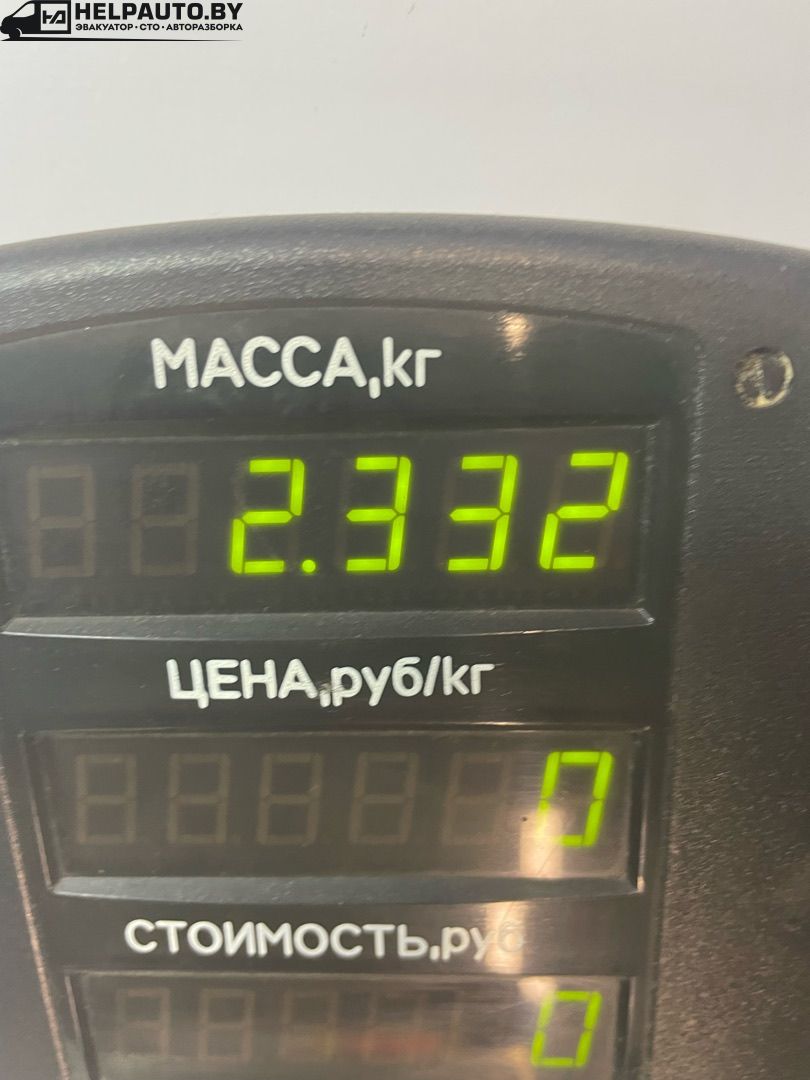 HELPAUTO.BY
ЭВАКУАТОР • СТО • АВТОРАЗБОРКА
МАССА,кг
2.332
ЦЕНА,руб/кг
0
СТОИМОСТЬ,руб
0